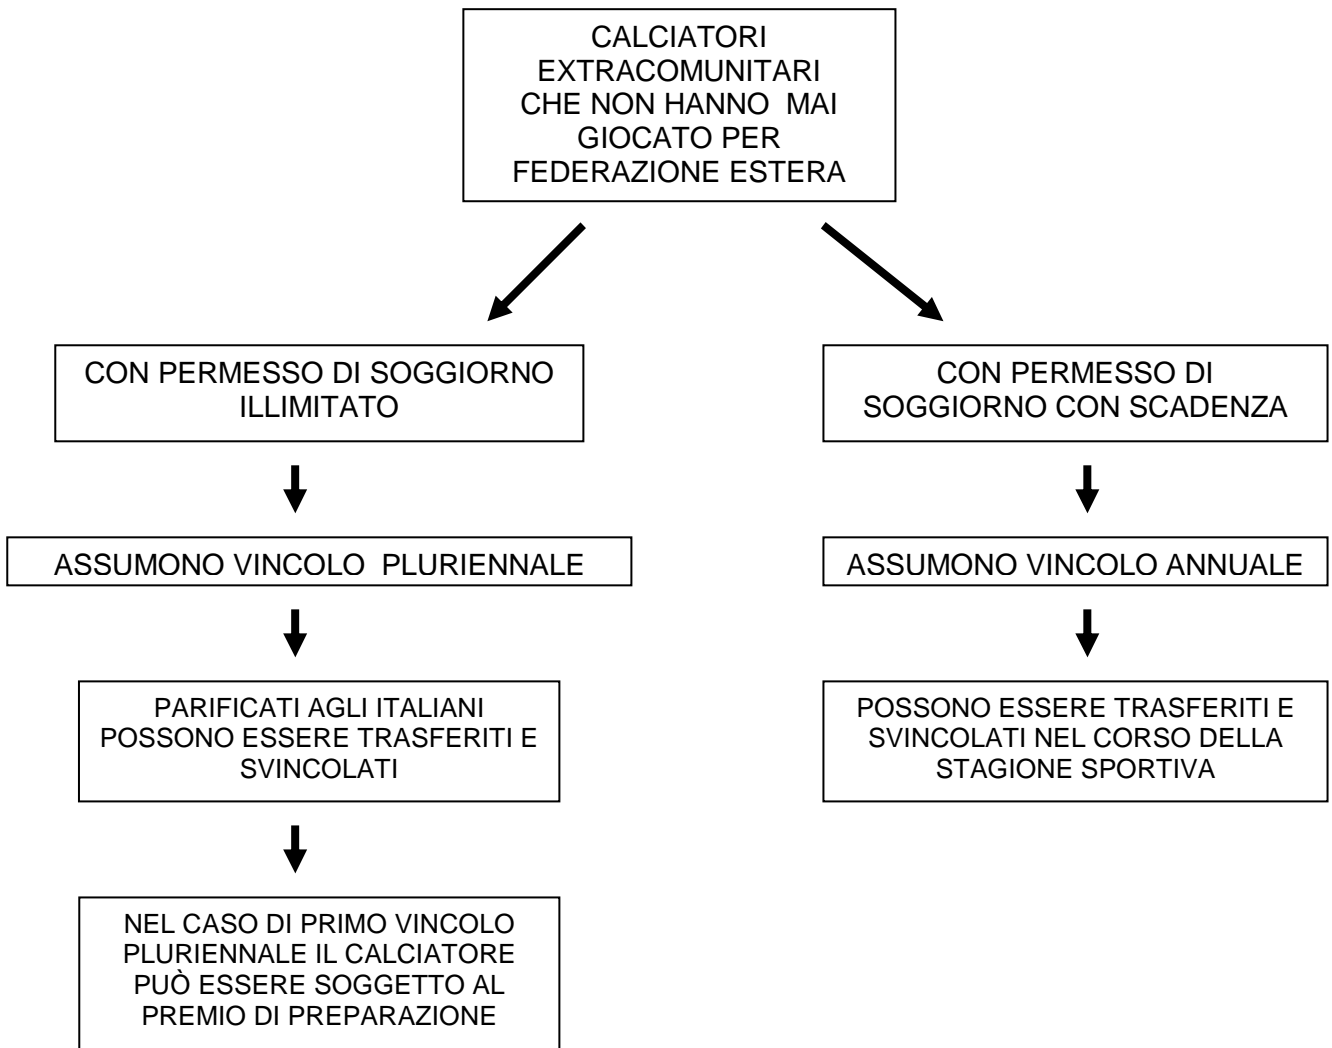 CALCIATORI
EXTRACOMUNITARI
CHE NON HANNO MAI
GIOCATO PER
FEDERAZIONE ESTERA
CON PERMESSO DI SOGGIORNO
ILLIMITATO
CON PERMESSO DI
SOGGIORNO CON SCADENZA
ASSUMONO VINCOLO PLURIENNALE
ASSUMONO VINCOLO ANNUALE
PARIFICATI AGLI ITALIANI
POSSONO ESSERE TRASFERITI E
SVINCOLATI
POSSONO ESSERE TRASFERITI E
SVINCOLATI NEL CORSO DELLA
STAGIONE SPORTIVA
NEL CASO DI PRIMO VINCOLO
PLURIENNALE IL CALCIATORE
PUÒ ESSERE SOGGETTO AL
PREMIO DI PREPARAZIONE